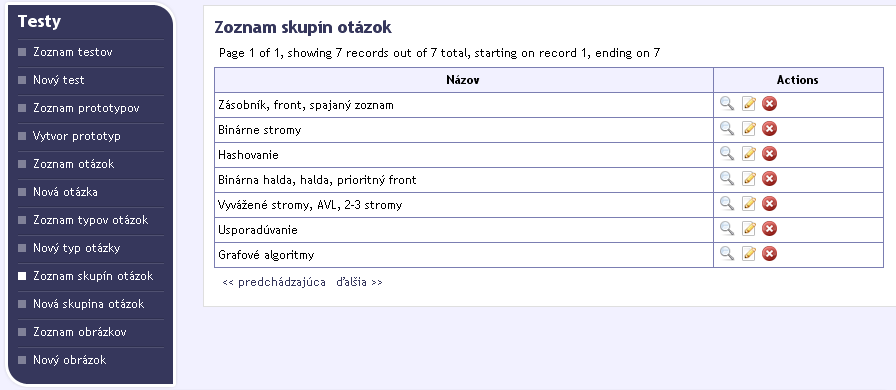 Testy
Zoznam testov
Nový test
Zoznam prototypov
Vytvor prototyp
Zoznam otázok
Nová otázka
Zoznam typov otázok
Nový typ otázky
Zoznam skupín otázok
Nová skupina otázok
Zoznam obrázkov
Nový obrázok
Zoznam skupín otázok
Page 1 of 1, showing 7 records out of 7 total, starting on record 1, ending on 7
Názov Actions
Zásobník, front, spajaný zoznam
Binárne stromy
Hashovanie
Binárna halda, halda, prioritný front
Vyvážené stromy, AVL, 2-3 stromy
Usporadúvanie
Grafové algoritmy
<< predchádzajúca ďalšia >>